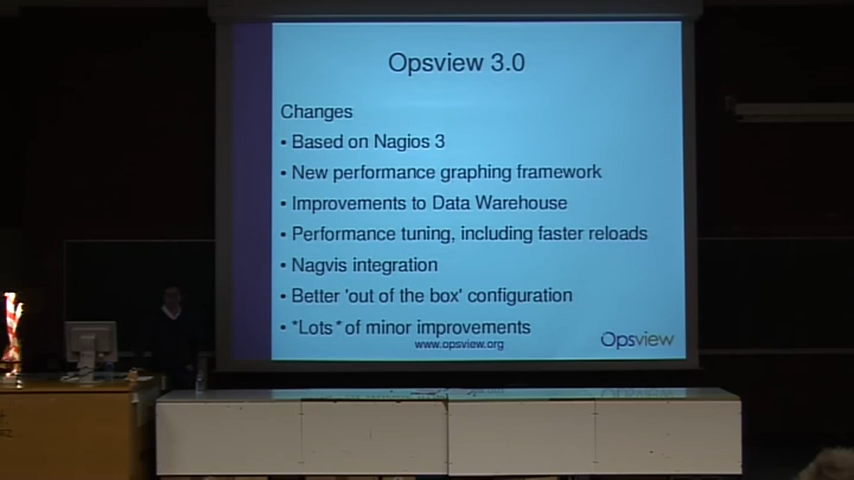 Opsview 3.0
Changes
• Based on Nagios 3
• New performance graphing framework
• Improvements to Data Warehouse
• Performance tuning, including faster reloads
• Nagvis integration
• Better 'out of the box' configuration
• *Lots* of minor improvements
www.opsview.org
Opsview